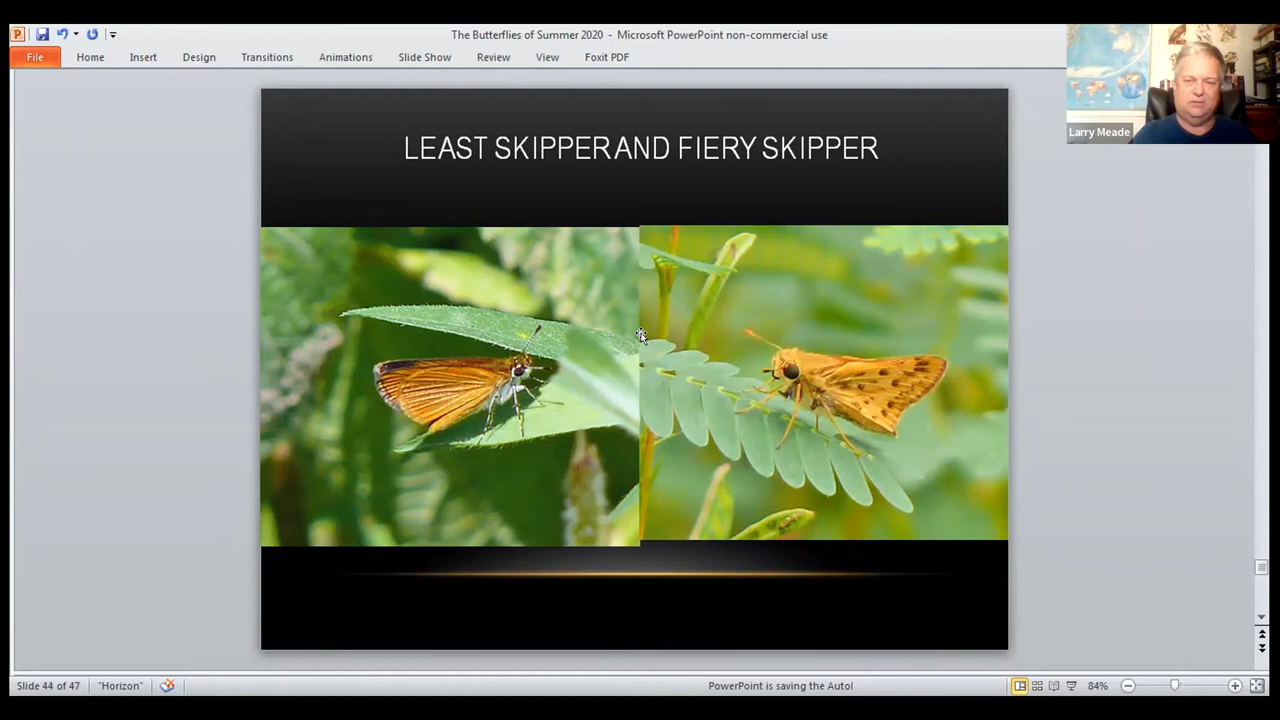 The Butterflies of Summer 2020 - Microsoft PowerPoint non-commercial use
File Home Insert Design Transitions Animations Slide Show Review View Foxit PDF
Larry Meade
LEAST SKIPPER AND FIERY SKIPPER
Slide 44 of 47 "Horizon" PowerPoint is saving the Autol 84%